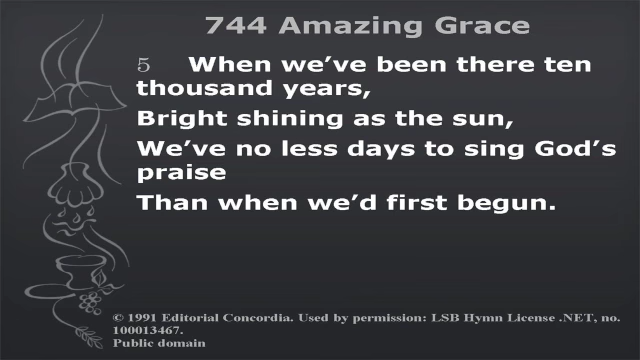 744 Amazing Grace
5 When we’ve been there ten
thousand years,
Bright shining as the sun,
We’ve no less days to sing God’s
praise
Than when we’d first begun.
© 1991 Editorial Concordia. Used by permission: LSB Hymn License .NET, no.
100013467.
Public domain